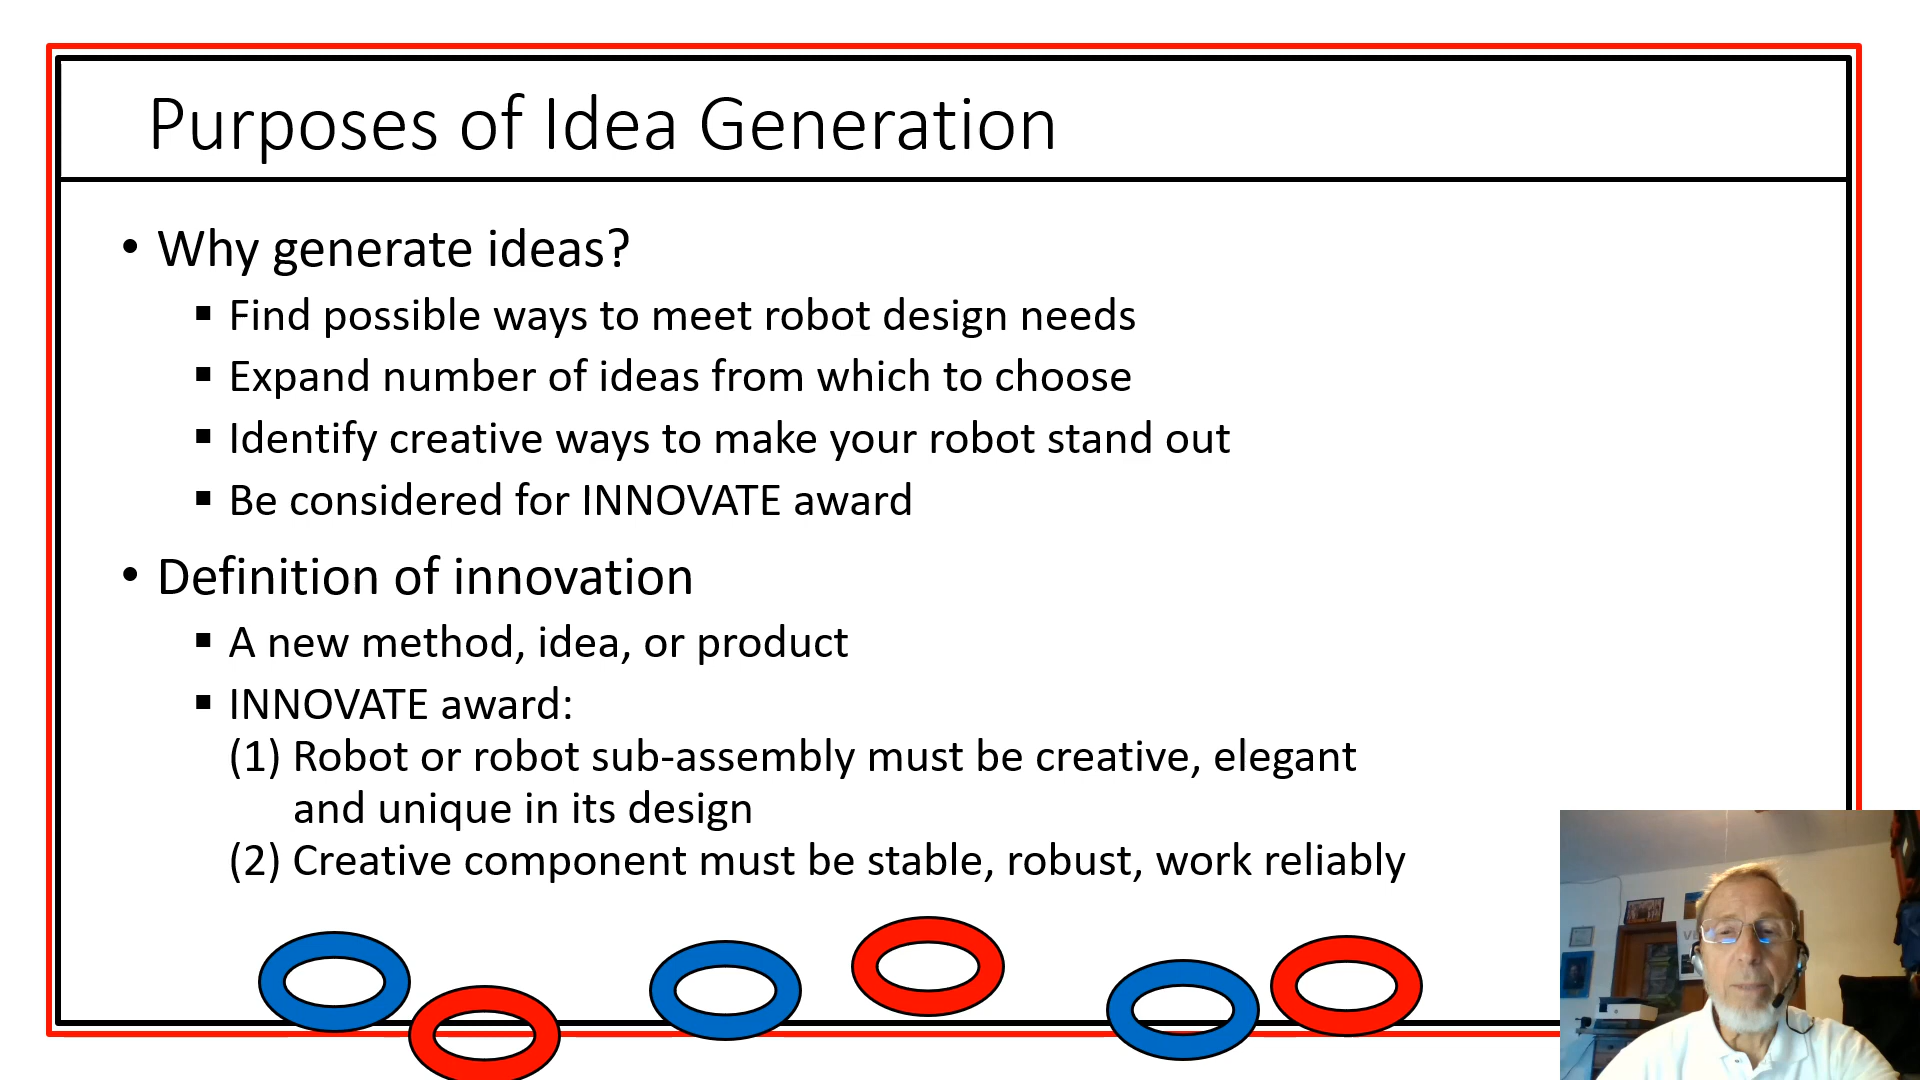 Purposes of Idea Generation
• Why generate ideas?
▪ Find possible ways to meet robot design needs
▪ Expand number of ideas from which to choose
▪ Identify creative ways to make your robot stand out
▪ Be considered for INNOVATE award
• Definition of innovation
▪ A new method, idea, or product
▪ INNOVATE award:
(1) Robot or robot sub-assembly must be creative, elegant
and unique in its design
(2) Creative component must be stable, robust, work reliably